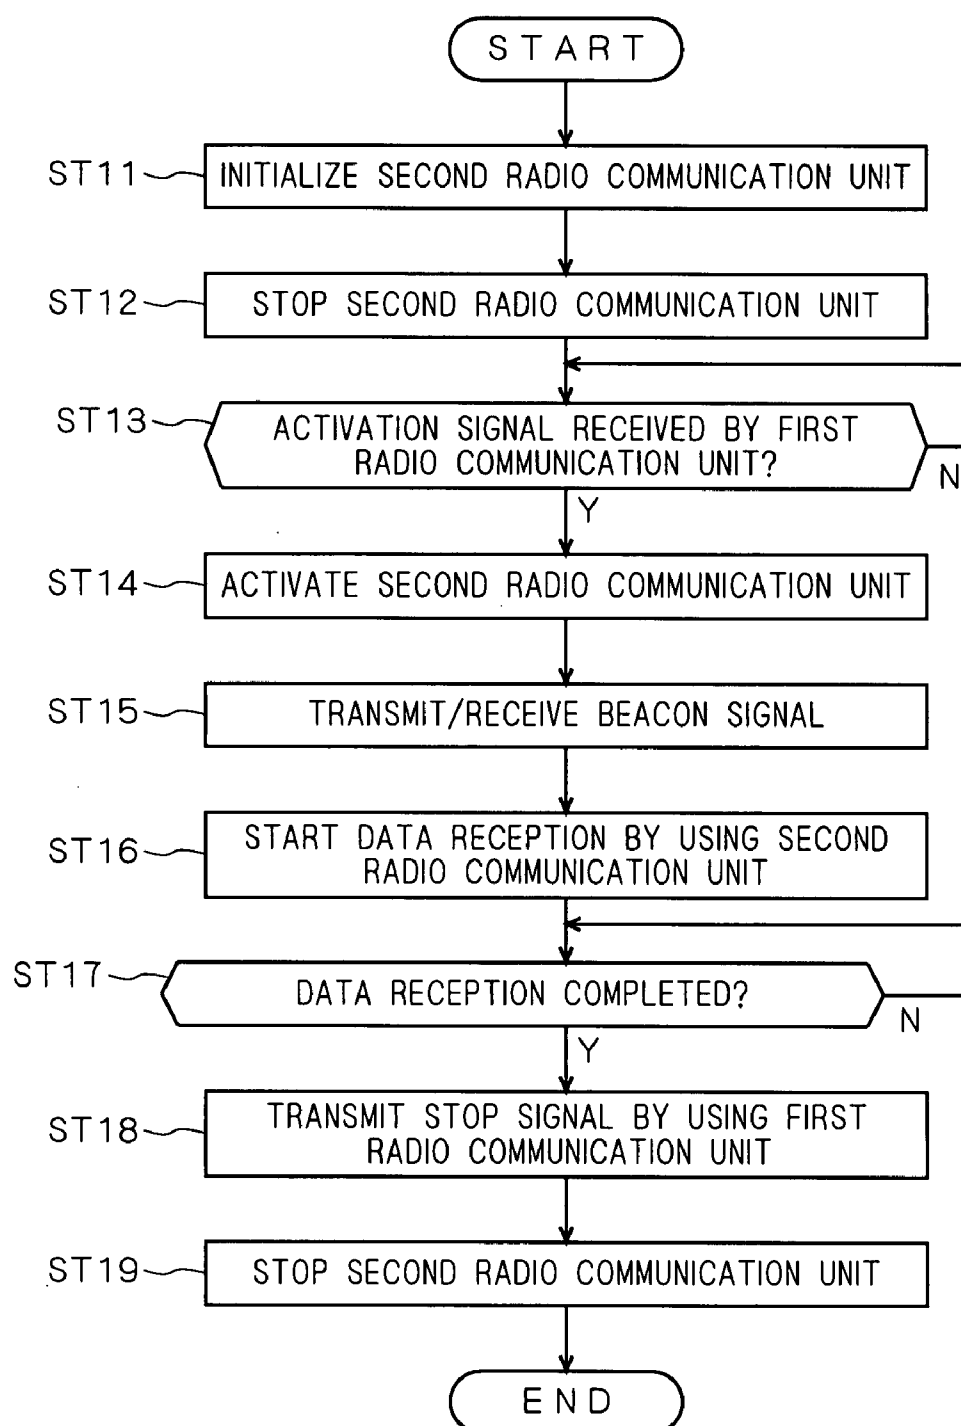 START
ST11
INITIALIZE SECOND RADIO COMMUNICATION UNIT
ST12
STOP SECOND RADIO COMMUNICATION UNIT
ST13
ACTIVATION SIGNAL RECEIVED BY FIRST
RADIO COMMUNICATION UNIT?
N
Y
ST14
ACTIVATE SECOND RADIO COMMUNICATION UNIT
ST15
TRANSMIT/RECEIVE BEACON SIGNAL
ST16
START DATA RECEPTION BY USING SECOND
RADIO COMMUNICATION UNIT
ST17
DATA RECEPTION COMPLETED?
N
Y
ST18
TRANSMIT STOP SIGNAL BY USING FIRST
RADIO COMMUNICATION UNIT
ST19
STOP SECOND RADIO COMMUNICATION UNIT
END